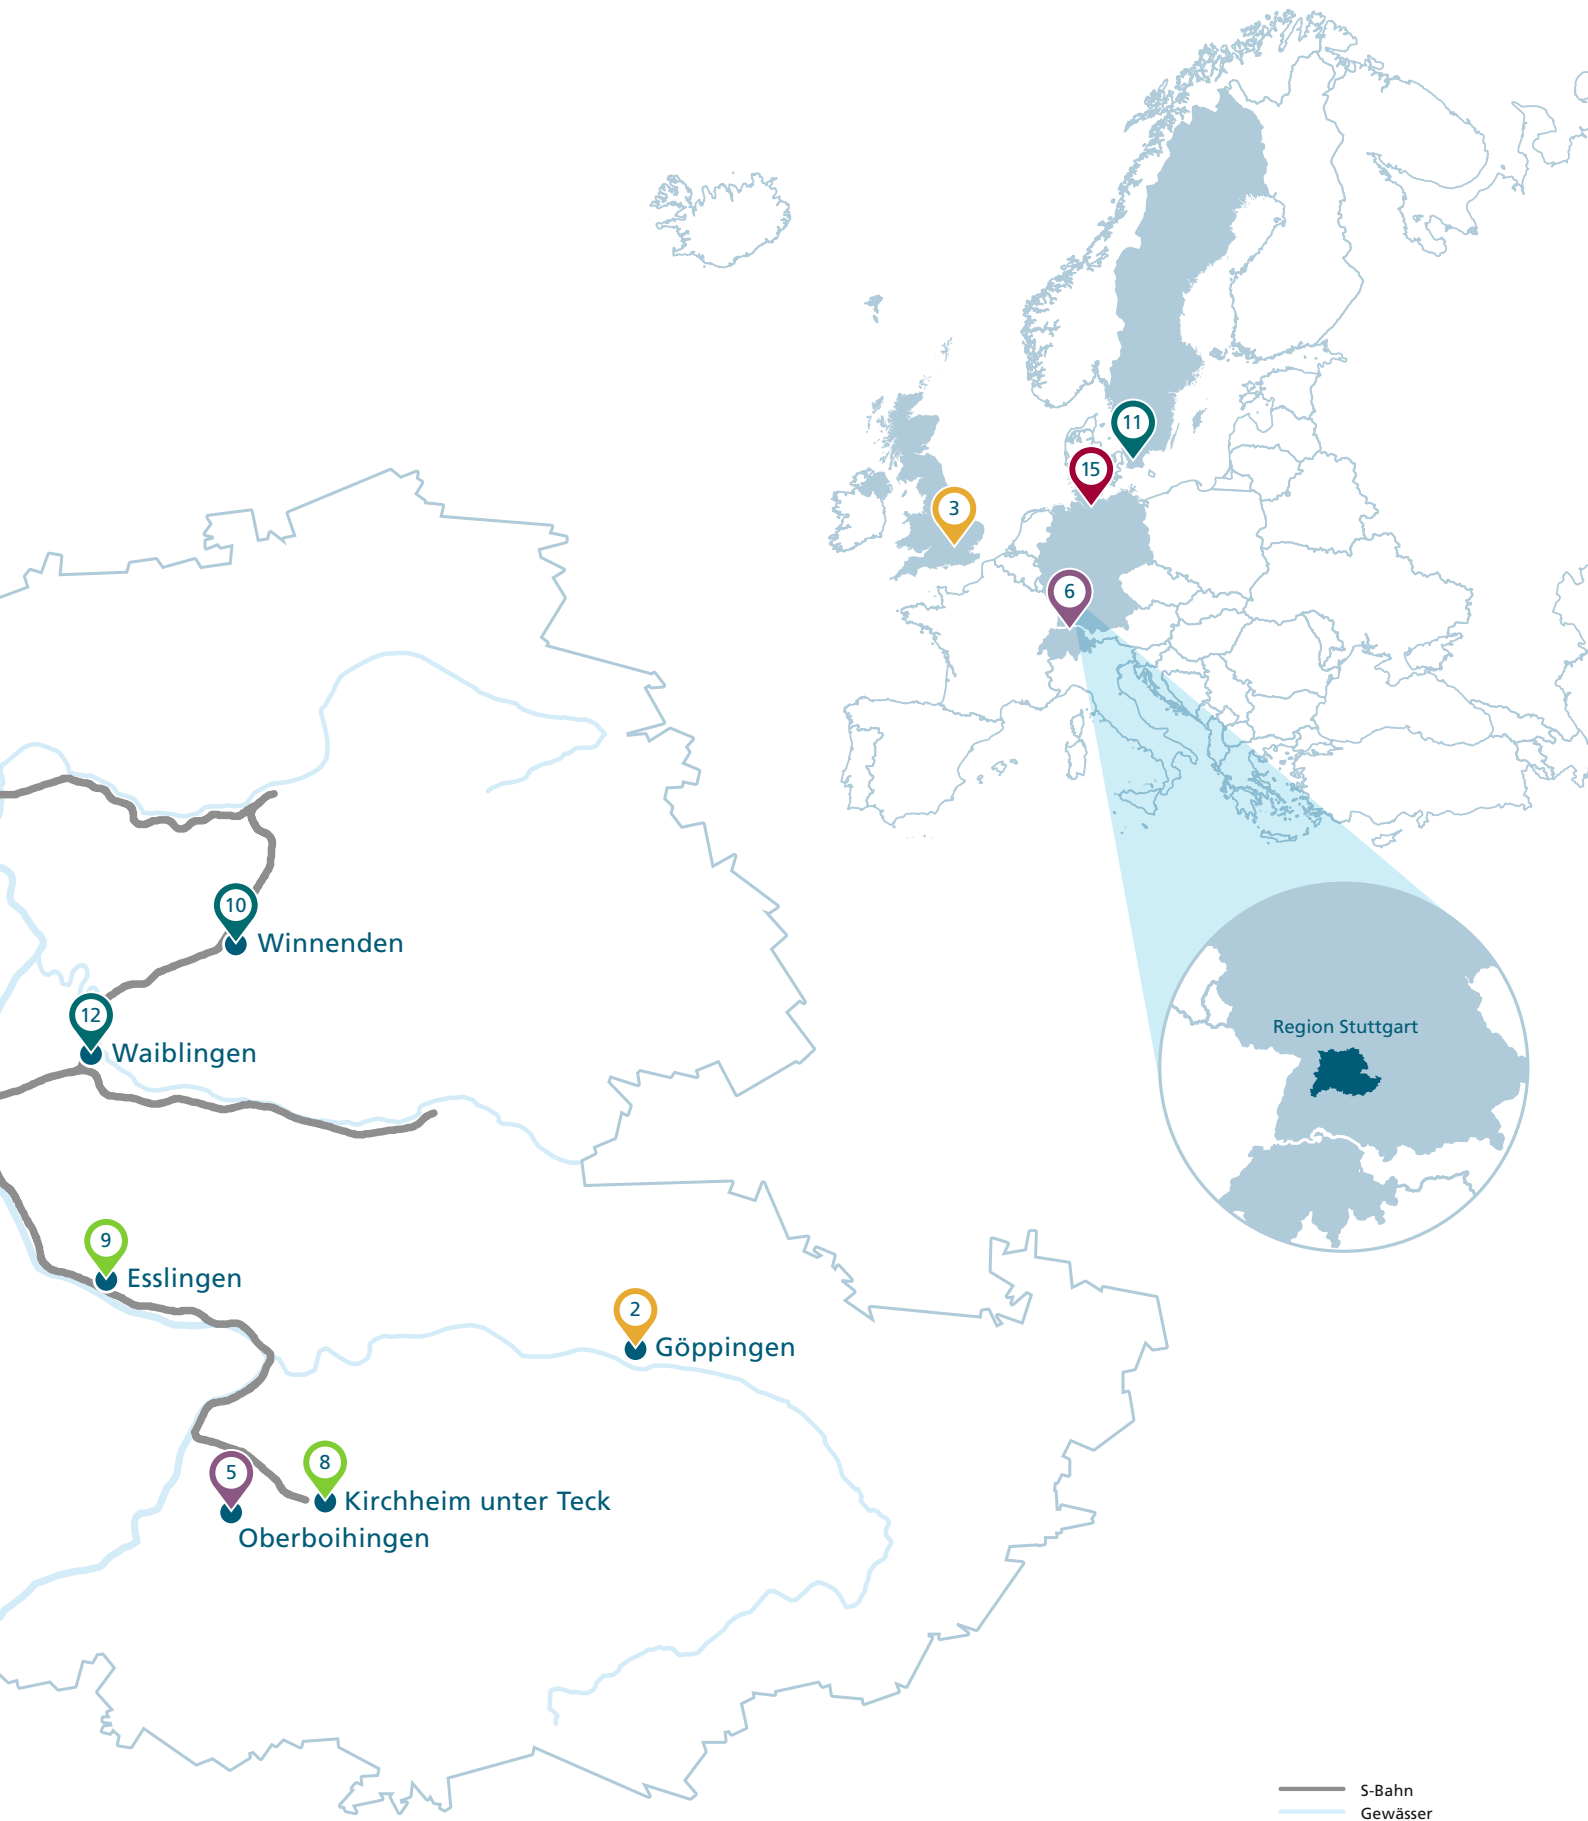 11
15
3
6
10
Winnenden
12
Waiblingen
Region Stuttgart
9
Esslingen
2
Göppingen
8
5
Kirchheim unter Teck
Oberboihingen
S-Bahn
Gewässer